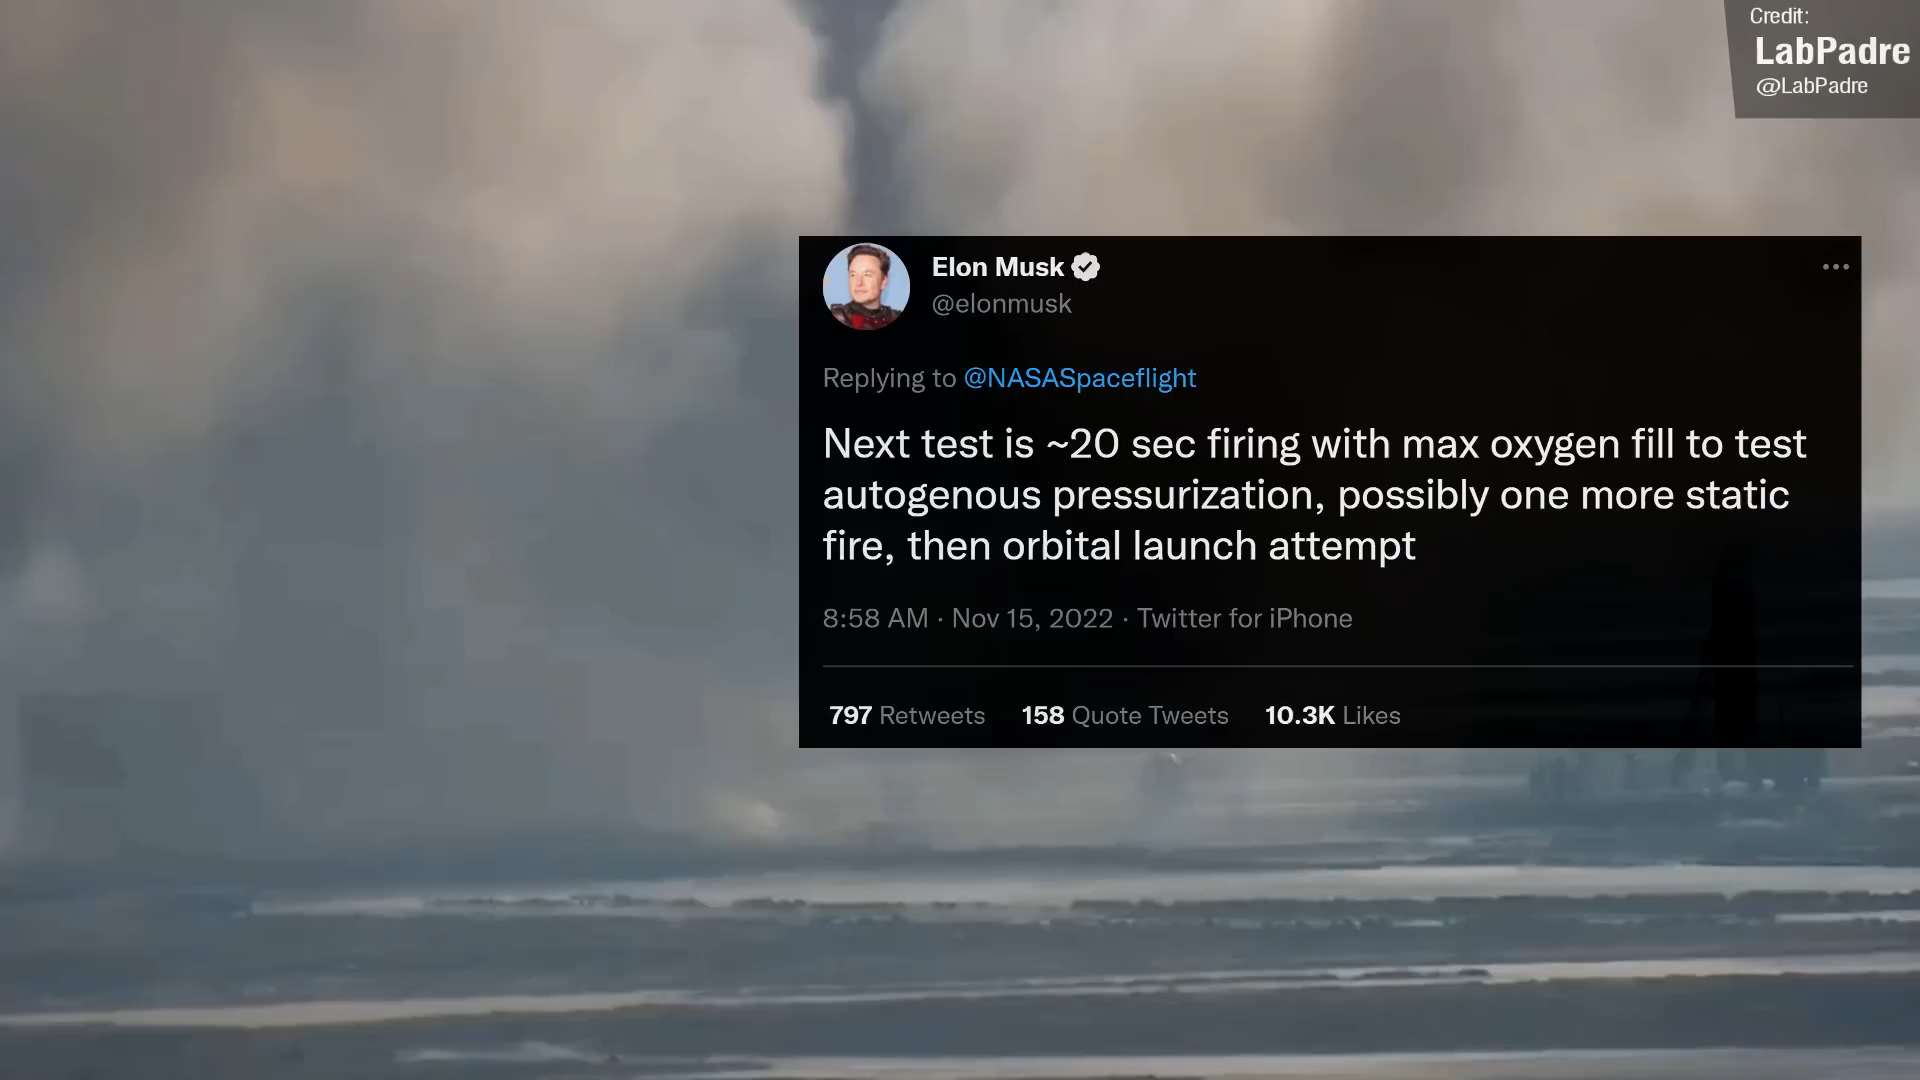 Credit:
LabPadre
@LabPadre
Elon Musk
@elonmusk
Replying to @NASASpaceflight
Next test is ~20 sec firing with max oxygen fill to test
autogenous pressurization, possibly one more static
fire, then orbital launch attempt
8:58 AM · Nov 15, 2022 · Twitter for iPhone
797 Retweets 158 Quote Tweets 10.3K Likes